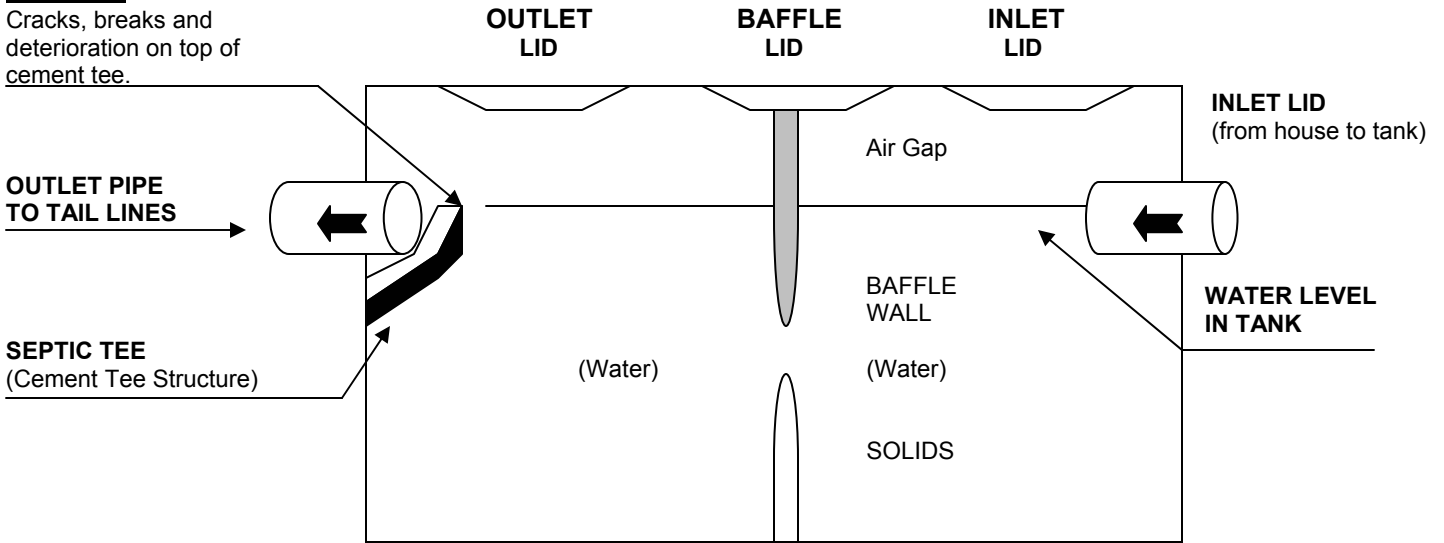 Cracks, breaks and
deterioration on top of
cement tee.
OUTLET
LID
BAFFLE
LID
INLET
LID
INLET LID
(from house to tank)
Air Gap
OUTLET PIPE
TO TAIL LINES
BAFFLE
WALL
WATER LEVEL
IN TANK
SEPTIC TEE
(Cement Tee Structure)
(Water)
(Water)
SOLIDS